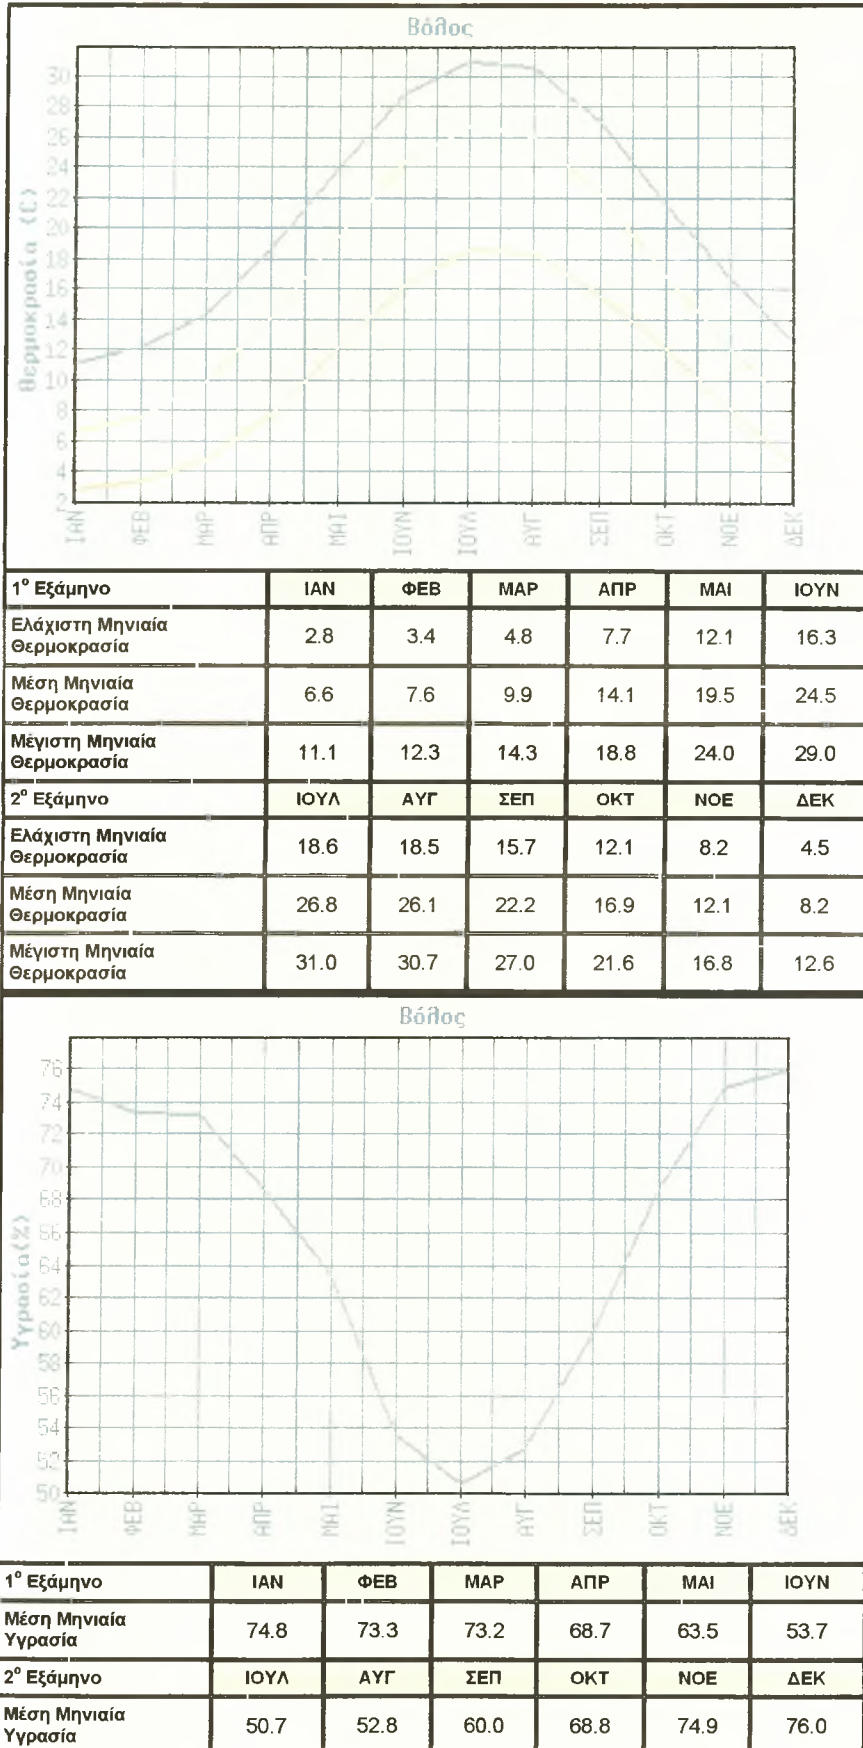 Βόλος
30
28
26
24
22
20
18
16
14
12
10
8
6
4
2
Θερμοκρασία (C)
ΙΑΝ ΦΕΒ ΜΑΡ ΑΠΡ ΜΑΙ ΙΟΥΝ ΙΟΥΛ ΑΥΓ ΣΕΠ ΟΚΤ ΝΟΕ ΔΕΚ
1° Εξάμηνο ΙΑΝ ΦΕΒ ΜΑΡ ΑΠΡ ΜΑΙ ΙΟΥΝ
Ελάχιστη Μηνιαία
Θερμοκρασία 2.8 3.4 4.8 7.7 12.1 16.3
Μέση Μηνιαία
Θερμοκρασία 6.6 7.6 9.9 14.1 19.5 24.5
Μέγιστη Μηνιαία
Θερμοκρασία 11.1 12.3 14.3 18.8 24.0 29.0
2° Εξάμηνο ΙΟΥΛ ΑΥΓ ΣΕΠ ΟΚΤ ΝΟΕ ΔΕΚ
Ελάχιστη Μηνιαία
Θερμοκρασία 18.6 18.5 15.7 12.1 8.2 4.5
Μέση Μηνιαία
Θερμοκρασία 26.8 26.1 22.2 16.9 12.1 8.2
Μέγιστη Μηνιαία
Θερμοκρασία 31.0 30.7 27.0 21.6 16.8 12.6
Βόλος
76
74
72
70
68
66
64
62
60
58
56
54
52
50
Υγρασία(%)
ΙΑΝ ΦΕΒ ΜΑΡ ΑΠΡ ΜΑΙ ΙΟΥΝ ΙΟΥΛ ΑΥΓ ΣΕΠ ΟΚΤ ΝΟΕ ΔΕΚ
1° Εξάμηνο ΙΑΝ ΦΕΒ ΜΑΡ ΑΠΡ ΜΑΙ ΙΟΥΝ
Μέση Μηνιαία
Υγρασία 74.8 73.3 73.2 68.7 63.5 53.7
2° Εξάμηνο ΙΟΥΛ ΑΥΓ ΣΕΠ ΟΚΤ ΝΟΕ ΔΕΚ
Μέση Μηνιαία
Υγρασία 50.7 52.8 60.0 68.8 74.9 76.0